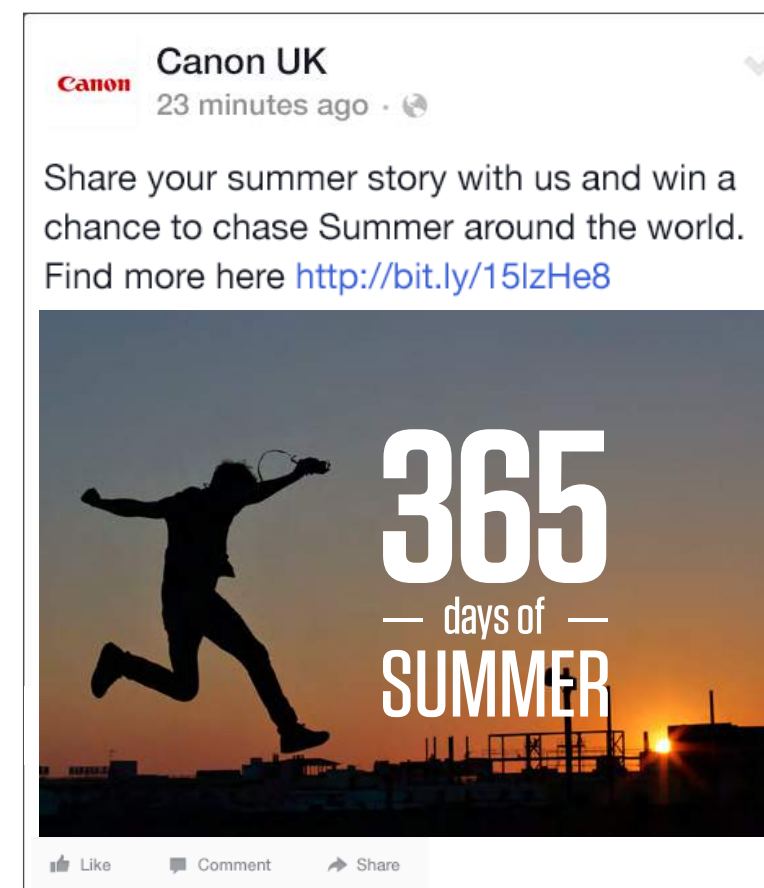 Canon
Canon UK
23 minutes ago ·
Share your summer story with us and win a
chance to chase Summer around the world.
Find more here http://bit.ly/15lzHe8
365
days of
SUMMER
Like Comment Share